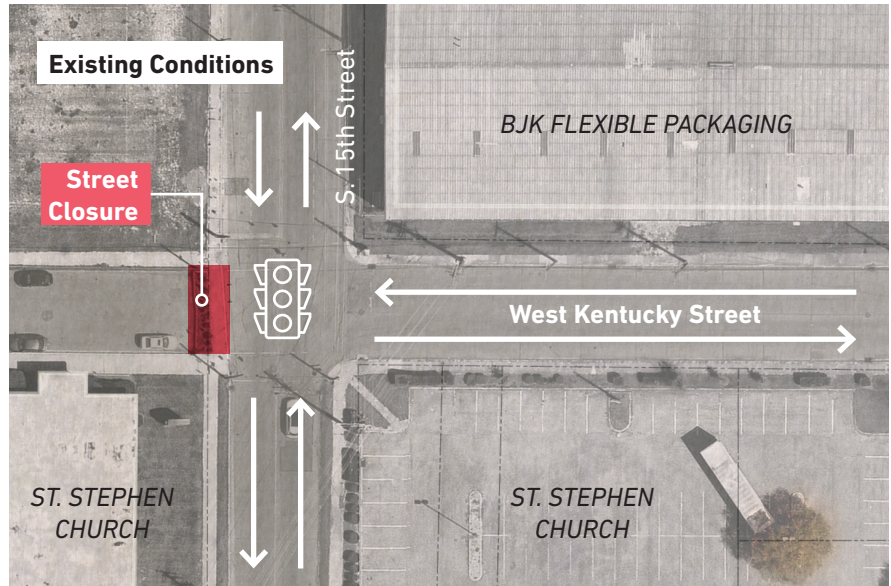 Existing Conditions
S. 15th Street
BJK FLEXIBLE PACKAGING
Street
Closure
West Kentucky Street
ST. STEPHEN
CHURCH
ST. STEPHEN
CHURCH